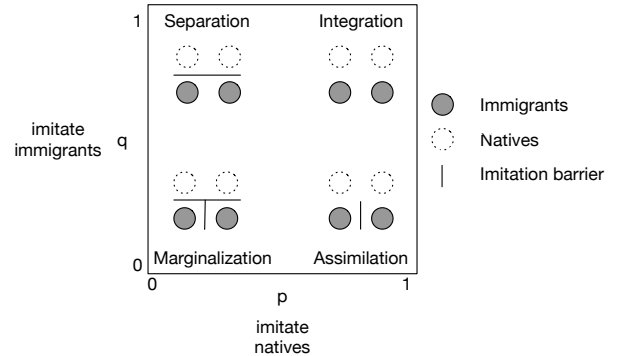 1
Separation
Integration
imitate
immigrants
q
Immigrants
Natives
Imitation barrier
Marginalization
Assimilation
0
0
p
1
imitate
natives